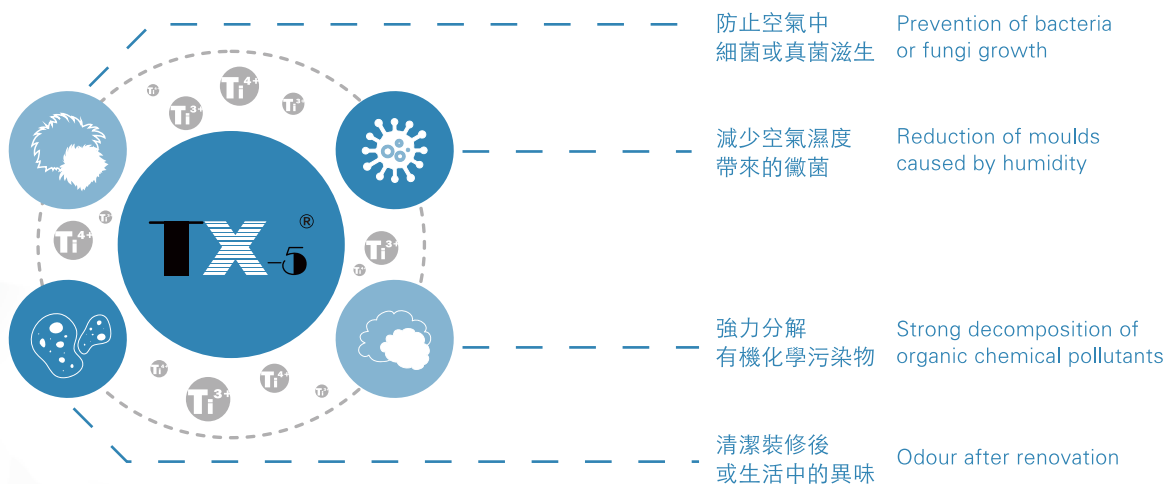 防止空氣中
細菌或真菌滋生
Prevention of bacteria
or fungi growth
減少空氣濕度
帶來的黴菌
Reduction of moulds
caused by humidity
強力分解
有機化學污染物
Strong decomposition of
organic chemical pollutants
清潔裝修後
或生活中的異味
Odour after renovation
TX-5®
Ti⁴⁺
Ti³⁺
Ti³⁺
Ti⁴⁺
Ti³⁺
Ti⁴⁺
Ti³⁺